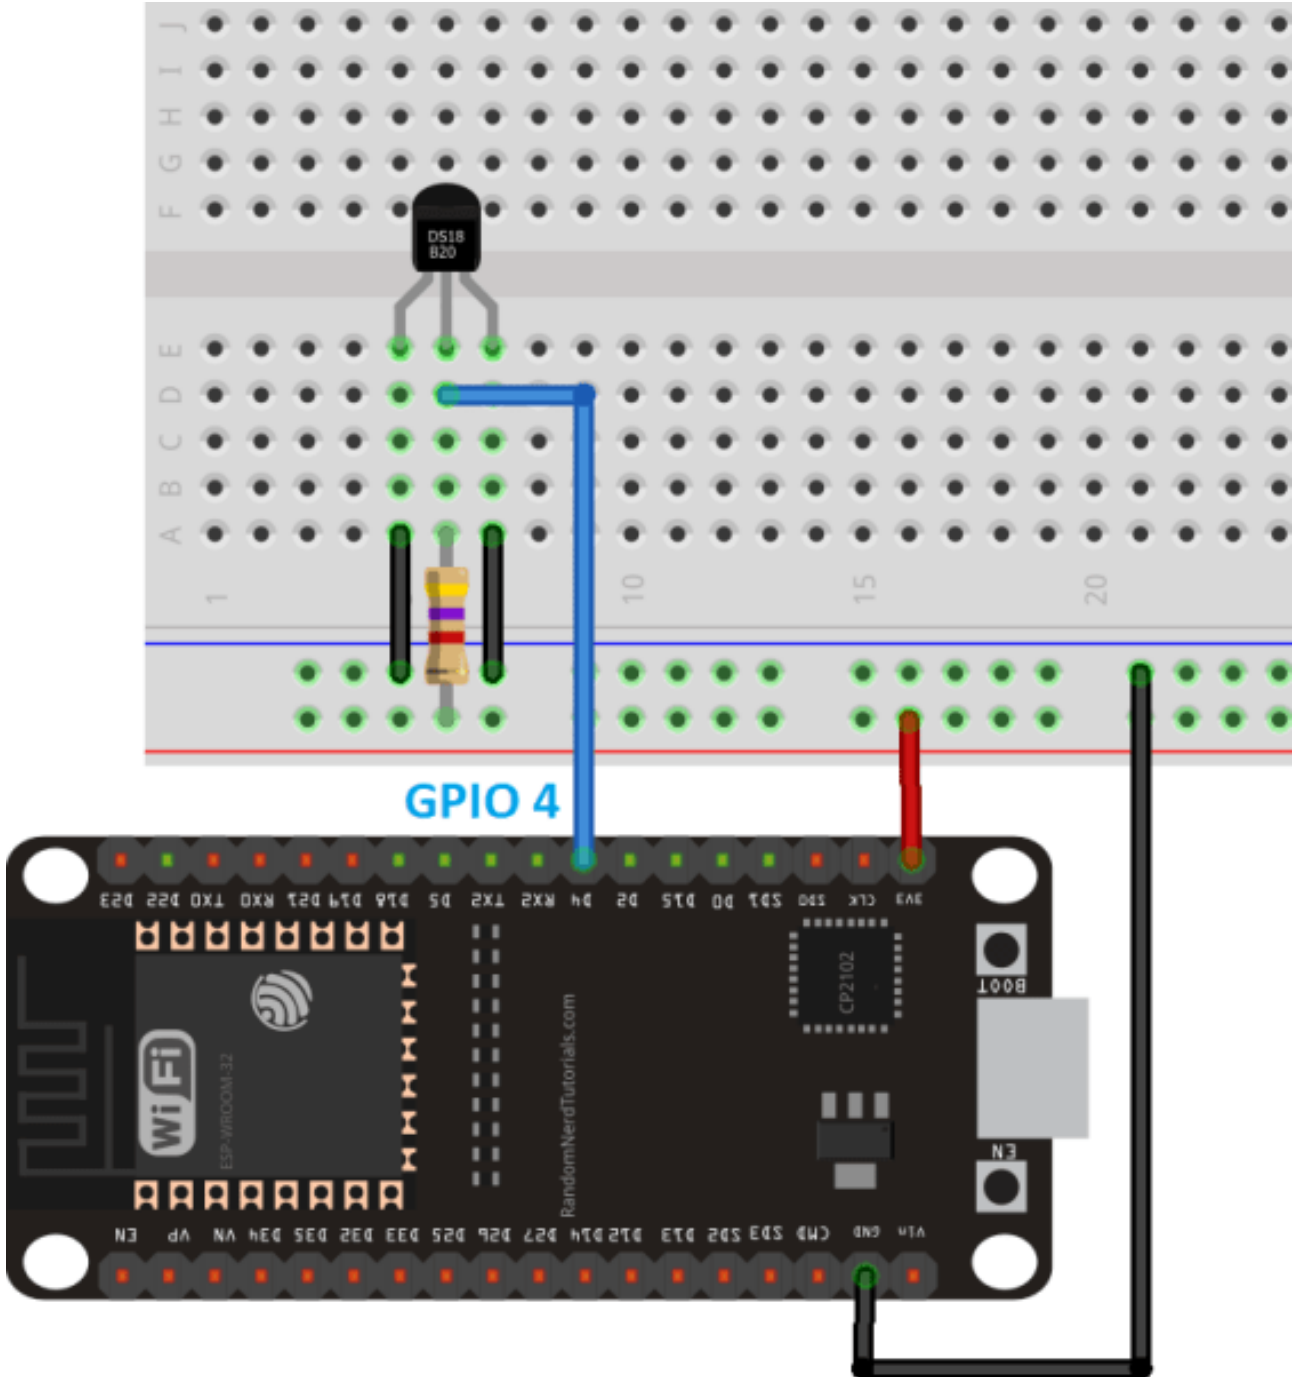 J
I
H
G
F
DS18
B20
E
D
C
B
A
1
10
15
20
GPIO 4
D23 D22 TX0 RX0 D21 D19 D18 D5 TX2 RX2 D4 D2 D15 D0 SD1 SD0 CLK 3V3
BOOT
CP2102
WiFi
ESP-WROOM-32
RandomNerdTutorials.com
EN
EN VP VN D34 D35 D32 D33 D25 D26 D27 D14 D12 D13 SD2 SD3 CMD GND Vin